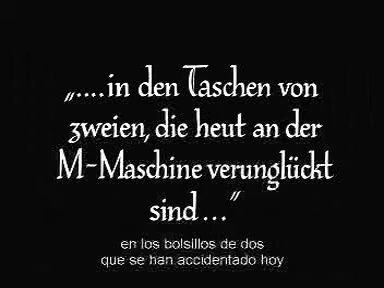 „....in den Taschen von
zweien, die heut an der
M-Maschine verunglückt
sind..."
en los bolsillos de dos
que se han accidentado hoy